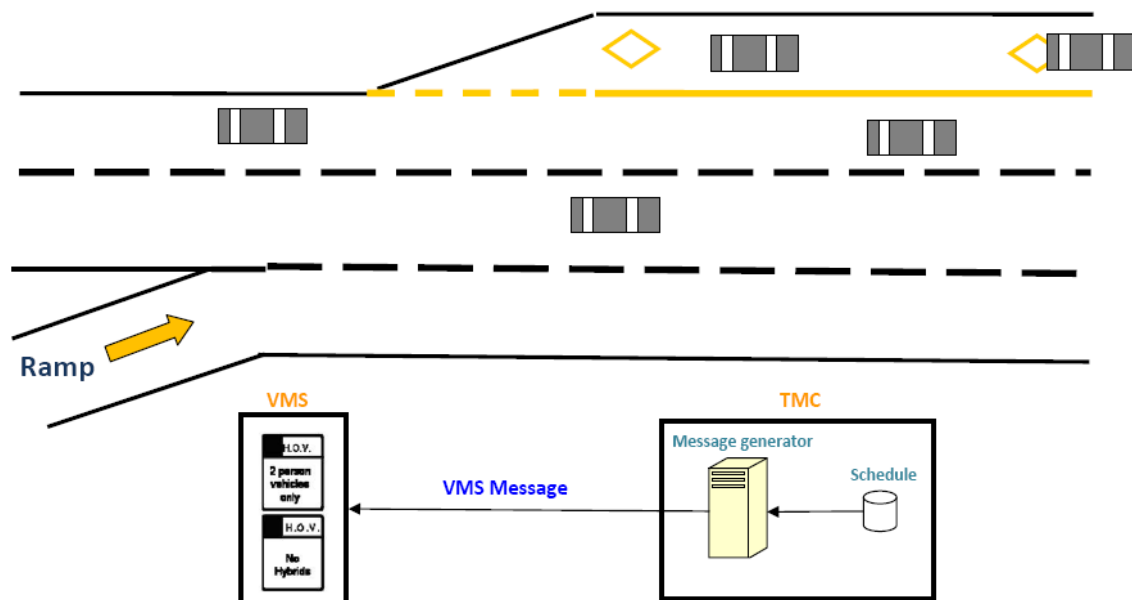 Ramp
VMS
H.O.V.
2 person
vehicles
only
H.O.V.
No
Hybrids
VMS Message
TMC
Message generator
Schedule